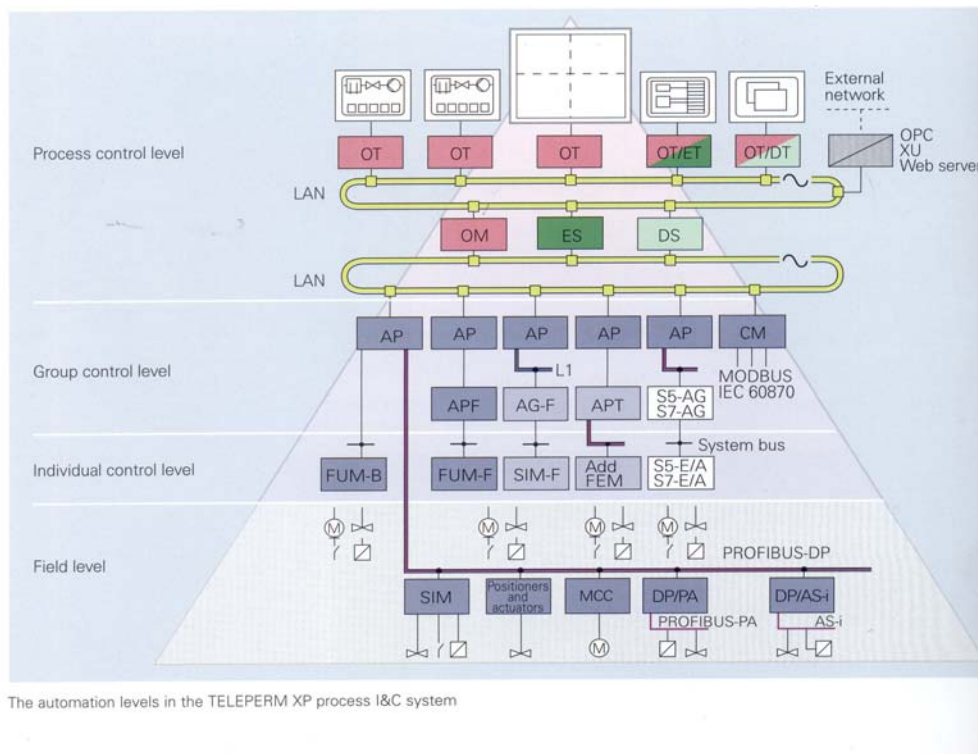 External
network
OPC
XU
Web server
Process control level
OT
OT
OT
OT/ET
OT/DT
LAN
OM
ES
DS
LAN
AP
AP
AP
AP
AP
CM
L1
MODBUS
IEC 60870
Group control level
APF
AG-F
APT
S5-AG
S7-AG
System bus
Individual control level
FUM-B
FUM-F
SIM-F
Add
FEM
S5-E/A
S7-E/A
M
M
M
M
PROFIBUS-DP
Field level
SIM
Positioners
and
actuators
MCC
DP/PA
DP/AS-i
PROFIBUS-PA
AS-i
M
The automation levels in the TELEPERM XP process I&C system